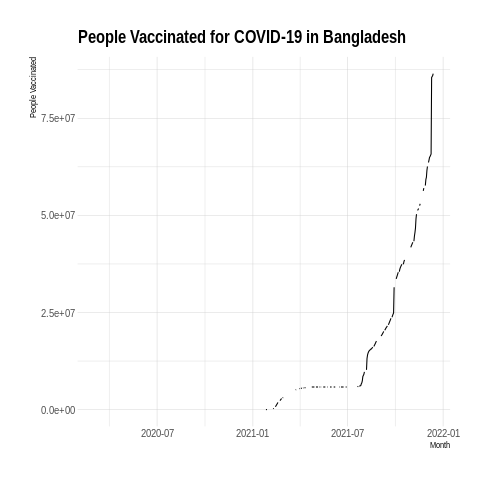 People Vaccinated for COVID-19 in Bangladesh
People Vaccinated
7.5e+07
5.0e+07
2.5e+07
0.0e+00
2020-07 2021-01 2021-07 2022-01
Month